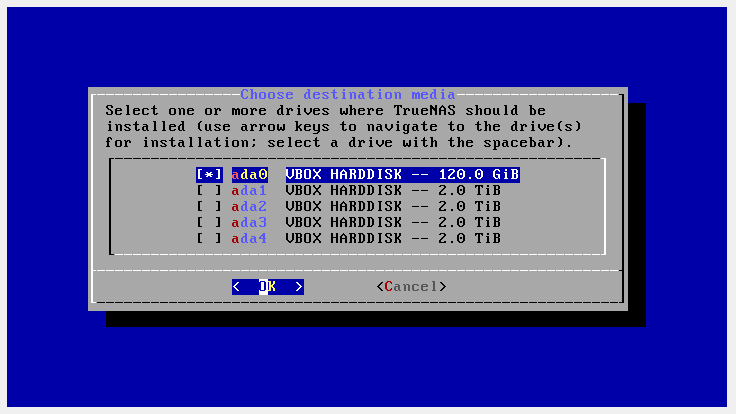 Choose destination media
Select one or more drives where TrueNAS should be
installed (use arrow keys to navigate to the drive(s)
for installation; select a drive with the spacebar).
[*] ada0 VBOX HARDDISK -- 120.0 GiB
[ ] ada1 VBOX HARDDISK -- 2.0 TiB
[ ] ada2 VBOX HARDDISK -- 2.0 TiB
[ ] ada3 VBOX HARDDISK -- 2.0 TiB
[ ] ada4 VBOX HARDDISK -- 2.0 TiB
< OK > <Cancel>